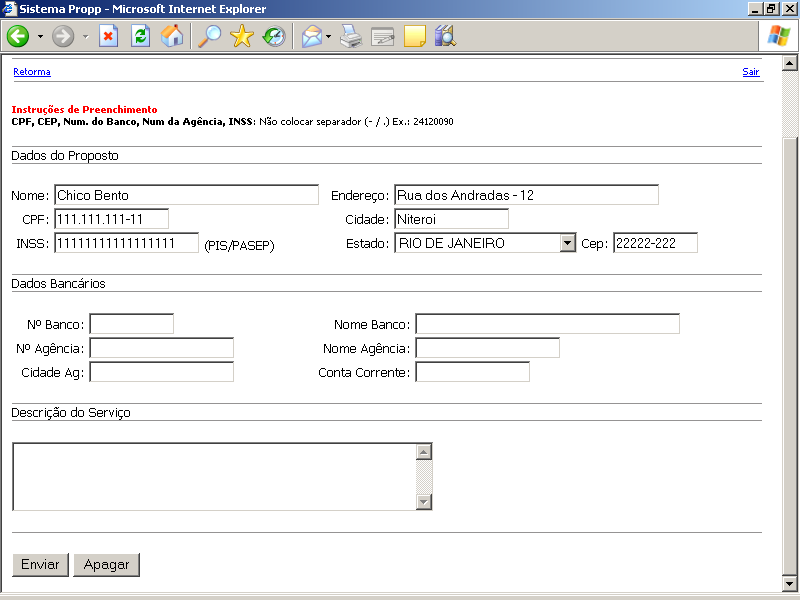 Sistema Propp - Microsoft Internet Explorer
Retorma Sair
Instruções de Preenchimento
CPF, CEP, Num. do Banco, Num da Agência, INSS: Não colocar separador (- / .) Ex.: 24120090
Dados do Proposto
Nome: Chico Bento Endereço: Rua dos Andradas - 12
CPF: 111.111.111-11 Cidade: Niteroi
INSS: 11111111111111111 (PIS/PASEP) Estado: RIO DE JANEIRO Cep: 22222-222
Dados Bancários
Nº Banco: Nome Banco:
Nº Agência: Nome Agência:
Cidade Ag: Conta Corrente:
Descrição do Serviço
Enviar Apagar